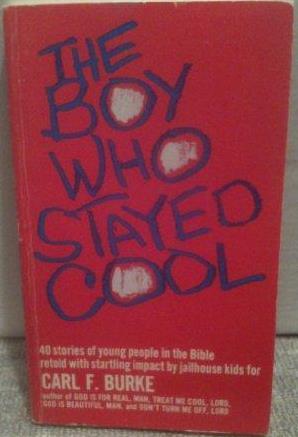 THE
BOY
WHO
STAYED
COOL
40 stories of young people in the Bible
retold with startling impact by jailhouse kids for
CARL F. BURKE
author of GOD IS FOR REAL, MAN, TREAT ME COOL, LORD,
GOD IS BEAUTIFUL, MAN, and DON'T TURN ME OFF, LORD